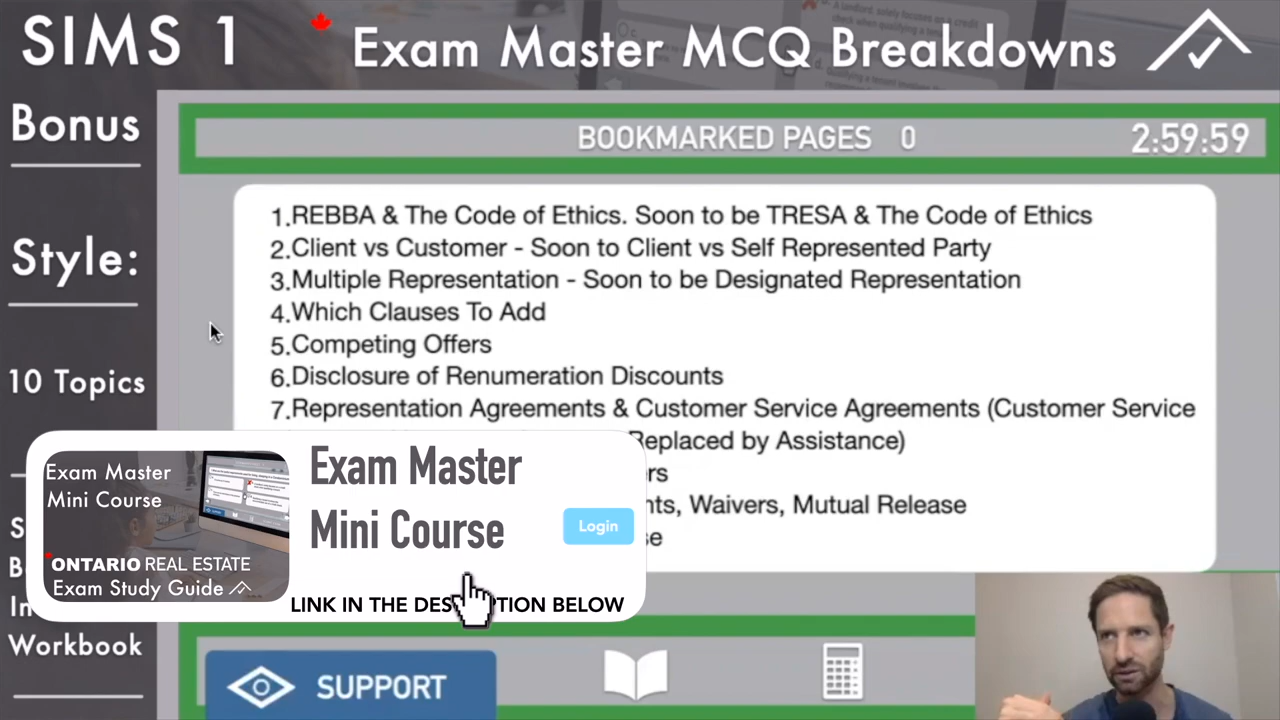 SIMS 1
Exam Master MCQ Breakdowns
Bonus
Style:
10 Topics
Workbook
BOOKMARKED PAGES 0
2:59:59
1. REBBA & The Code of Ethics. Soon to be TRESA & The Code of Ethics
2. Client vs Customer - Soon to Client vs Self Represented Party
3. Multiple Representation - Soon to be Designated Representation
4. Which Clauses To Add
5. Competing Offers
6. Disclosure of Renumeration Discounts
7. Representation Agreements & Customer Service Agreements (Customer Service
Replaced by Assistance)
Waivers, Mutual Release
Exam Master
Mini Course
ONTARIO REAL ESTATE
Exam Study Guide
Exam Master
Mini Course
Login
LINK IN THE BELOW
SUPPORT